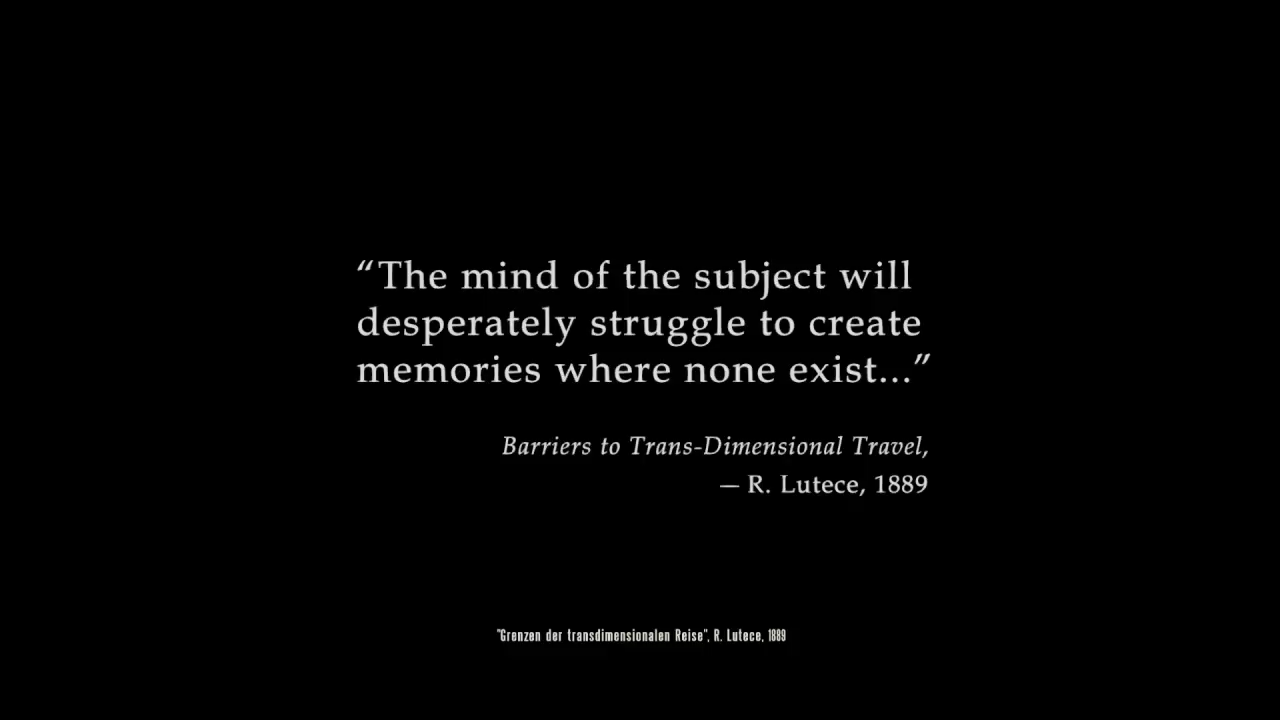 “The mind of the subject will
desperately struggle to create
memories where none exist...”
Barriers to Trans-Dimensional Travel,
— R. Lutece, 1889
"Grenzen der transdimensionalen Reise", R. Lutece, 1889